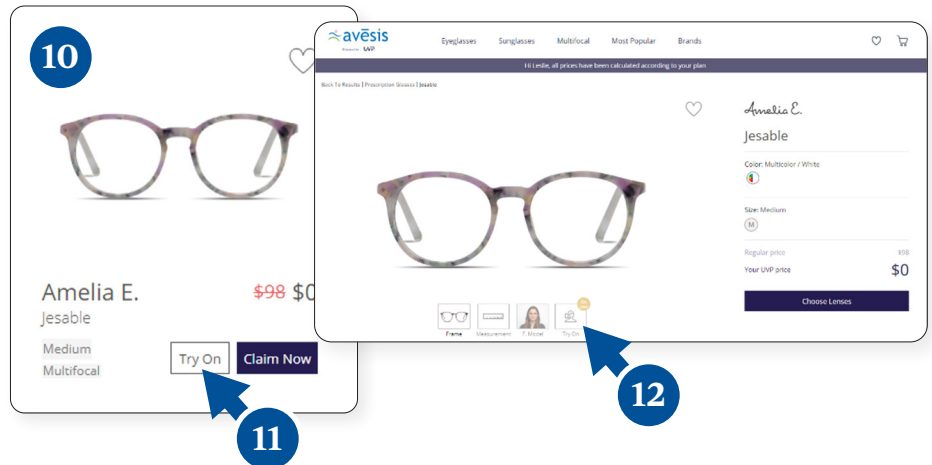 10
Amelia E.
$98 $0
Jesable
Medium
Multifocal
Try On
Claim Now
11
avēsis
UVP
Eyeglasses
Sunglasses
Multifocal
Most Popular
Brands
Hi Leslie, all prices have been calculated according to your plan
Back To Results | Prescription Glasses | Jesable
Amelia E.
Jesable
Color: Multicolor / White
Size: Medium
M
Regular price
$98
Your UVP price
$0
Choose Lenses
Frame
Measurement
F. Model
Try On
12